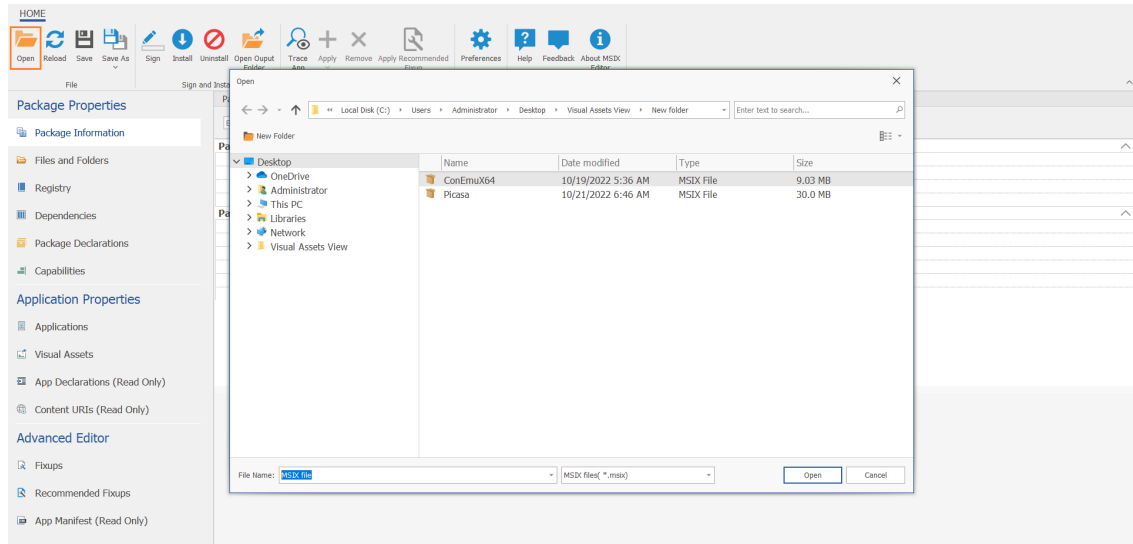 HOME
Open Reload Save Save As Sign Install Uninstall Open Ouput Folder Trace App Apply Remove Apply Recommended Fixup Preferences Help Feedback About MSIX Editor
File Sign and Insta
Package Properties
Package Information
Files and Folders
Registry
Dependencies
Package Declarations
Capabilities
Application Properties
Applications
Visual Assets
App Declarations (Read Only)
Content URIs (Read Only)
Advanced Editor
Fixups
Recommended Fixups
App Manifest (Read Only)
Pa
Pa
Pa
Open
Local Disk (C:) Users Administrator Desktop Visual Assets View New folder Enter text to search...
New Folder
Desktop
OneDrive
Administrator
This PC
Libraries
Network
Visual Assets View
Name Date modified Type Size
ConEmuX64 10/19/2022 5:36 AM MSIX File 9.03 MB
Picasa 10/21/2022 6:46 AM MSIX File 30.0 MB
File Name: MSIX file MSIX files( *.msix) Open Cancel